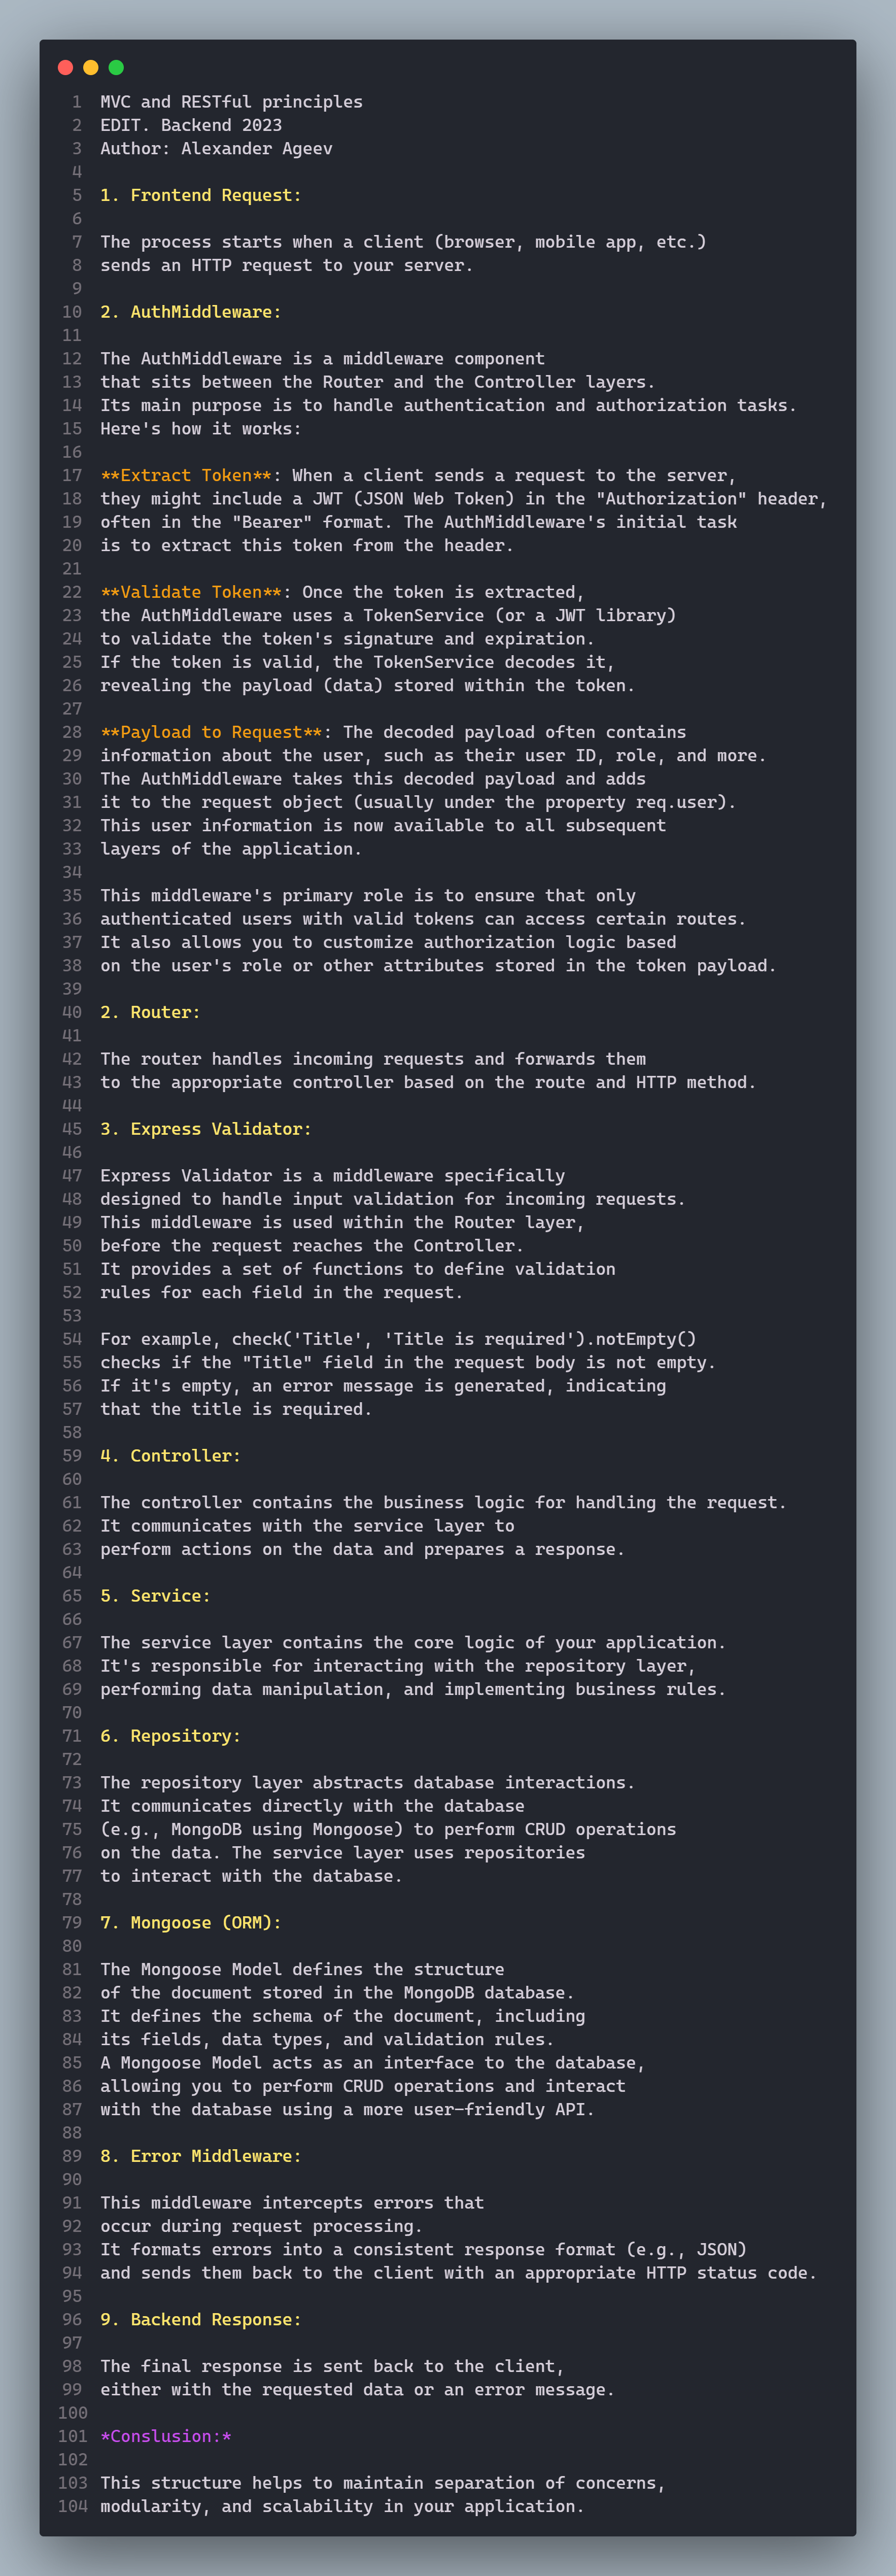 1 MVC and RESTful principles
2 EDIT. Backend 2023
3 Author: Alexander Ageev
4
5 1. Frontend Request:
6
7 The process starts when a client (browser, mobile app, etc.)
8 sends an HTTP request to your server.
9
10 2. AuthMiddleware:
11
12 The AuthMiddleware is a middleware component
13 that sits between the Router and the Controller layers.
14 Its main purpose is to handle authentication and authorization tasks.
15 Here's how it works:
16
17 **Extract Token**: When a client sends a request to the server,
18 they might include a JWT (JSON Web Token) in the "Authorization" header,
19 often in the "Bearer" format. The AuthMiddleware's initial task
20 is to extract this token from the header.
21
22 **Validate Token**: Once the token is extracted,
23 the AuthMiddleware uses a TokenService (or a JWT library)
24 to validate the token's signature and expiration.
25 If the token is valid, the TokenService decodes it,
26 revealing the payload (data) stored within the token.
27
28 **Payload to Request**: The decoded payload often contains
29 information about the user, such as their user ID, role, and more.
30 The AuthMiddleware takes this decoded payload and adds
31 it to the request object (usually under the property req.user).
32 This user information is now available to all subsequent
33 layers of the application.
34
35 This middleware's primary role is to ensure that only
36 authenticated users with valid tokens can access certain routes.
37 It also allows you to customize authorization logic based
38 on the user's role or other attributes stored in the token payload.
39
40 2. Router:
41
42 The router handles incoming requests and forwards them
43 to the appropriate controller based on the route and HTTP method.
44
45 3. Express Validator:
46
47 Express Validator is a middleware specifically
48 designed to handle input validation for incoming requests.
49 This middleware is used within the Router layer,
50 before the request reaches the Controller.
51 It provides a set of functions to define validation
52 rules for each field in the request.
53
54 For example, check('Title', 'Title is required').notEmpty()
55 checks if the "Title" field in the request body is not empty.
56 If it's empty, an error message is generated, indicating
57 that the title is required.
58
59 4. Controller:
60
61 The controller contains the business logic for handling the request.
62 It communicates with the service layer to
63 perform actions on the data and prepares a response.
64
65 5. Service:
66
67 The service layer contains the core logic of your application.
68 It's responsible for interacting with the repository layer,
69 performing data manipulation, and implementing business rules.
70
71 6. Repository:
72
73 The repository layer abstracts database interactions.
74 It communicates directly with the database
75 (e.g., MongoDB using Mongoose) to perform CRUD operations
76 on the data. The service layer uses repositories
77 to interact with the database.
78
79 7. Mongoose (ORM):
80
81 The Mongoose Model defines the structure
82 of the document stored in the MongoDB database.
83 It defines the schema of the document, including
84 its fields, data types, and validation rules.
85 A Mongoose Model acts as an interface to the database,
86 allowing you to perform CRUD operations and interact
87 with the database using a more user-friendly API.
88
89 8. Error Middleware:
90
91 This middleware intercepts errors that
92 occur during request processing.
93 It formats errors into a consistent response format (e.g., JSON)
94 and sends them back to the client with an appropriate HTTP status code.
95
96 9. Backend Response:
97
98 The final response is sent back to the client,
99 either with the requested data or an error message.
100
101 *Conslusion:*
102
103 This structure helps to maintain separation of concerns,
104 modularity, and scalability in your application.